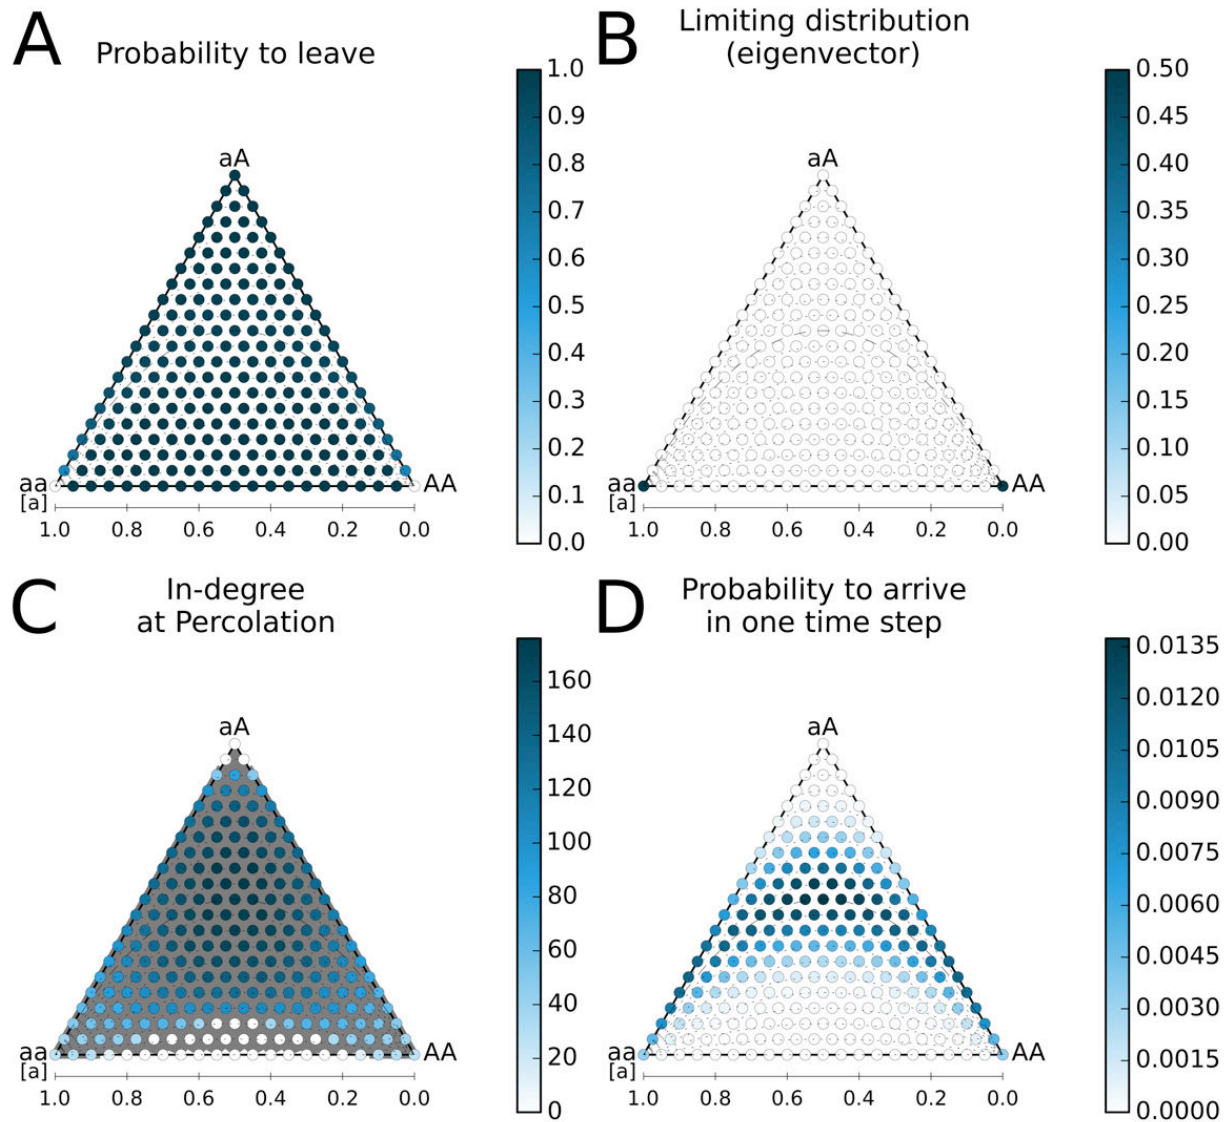 A
Probability to leave
1.0
0.9
0.8
0.7
0.6
0.5
0.4
0.3
0.2
0.1
0.0
aA
aa
AA
[a]
1.0 0.8 0.6 0.4 0.2 0.0
B
Limiting distribution
(eigenvector)
0.50
0.45
0.40
0.35
0.30
0.25
0.20
0.15
0.10
0.05
0.00
aA
aa
AA
[a]
1.0 0.8 0.6 0.4 0.2 0.0
C
In-degree
at Percolation
160
140
120
100
80
60
40
20
0
aA
aa
AA
[a]
1.0 0.8 0.6 0.4 0.2 0.0
D
Probability to arrive
in one time step
0.0135
0.0120
0.0105
0.0090
0.0075
0.0060
0.0045
0.0030
0.0015
0.0000
aA
aa
AA
[a]
1.0 0.8 0.6 0.4 0.2 0.0